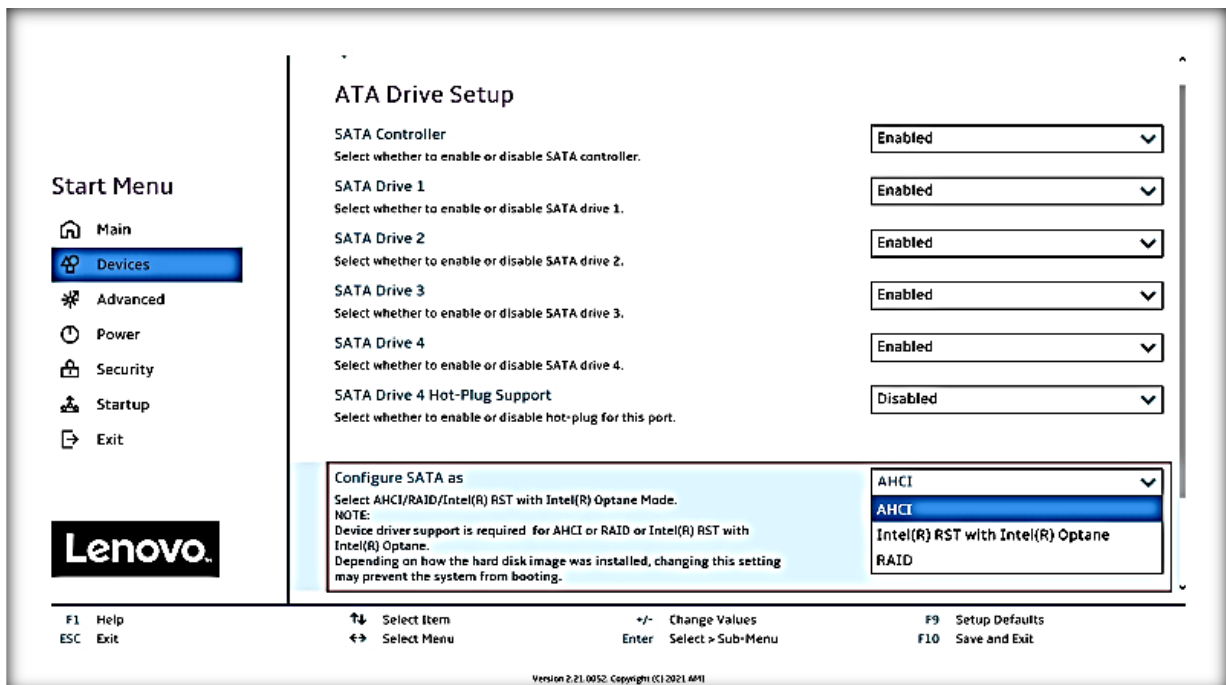 ATA Drive Setup
SATA Controller
Enabled
Select whether to enable or disable SATA controller.
Start Menu
SATA Drive 1
Enabled
Select whether to enable or disable SATA drive 1.
Main
SATA Drive 2
Enabled
Select whether to enable or disable SATA drive 2.
Devices
SATA Drive 3
Enabled
Select whether to enable or disable SATA drive 3.
Advanced
Power
SATA Drive 4
Enabled
Select whether to enable or disable SATA drive 4.
Security
SATA Drive 4 Hot-Plug Support
Disabled
Select whether to enable or disable hot-plug for this port.
Startup
Exit
Configure SATA as
AHCI
Select AHCI/RAID/Intel(R) RST with Intel(R) Optane Mode.
NOTE:
Device driver support is required for AHCI or RAID or Intel(R) RST with
Intel(R) Optane.
Depending on how the hard disk image was installed, changing this setting
may prevent the system from booting.
AHCI
Intel(R) RST with Intel(R) Optane
RAID
Lenovo.
F1 Help
↑↓ Select Item
+/- Change Values
F9 Setup Defaults
ESC Exit
↔ Select Menu
Enter Select > Sub-Menu
F10 Save and Exit
Version 2.21.0052. Copyright (C) 2021 AMI